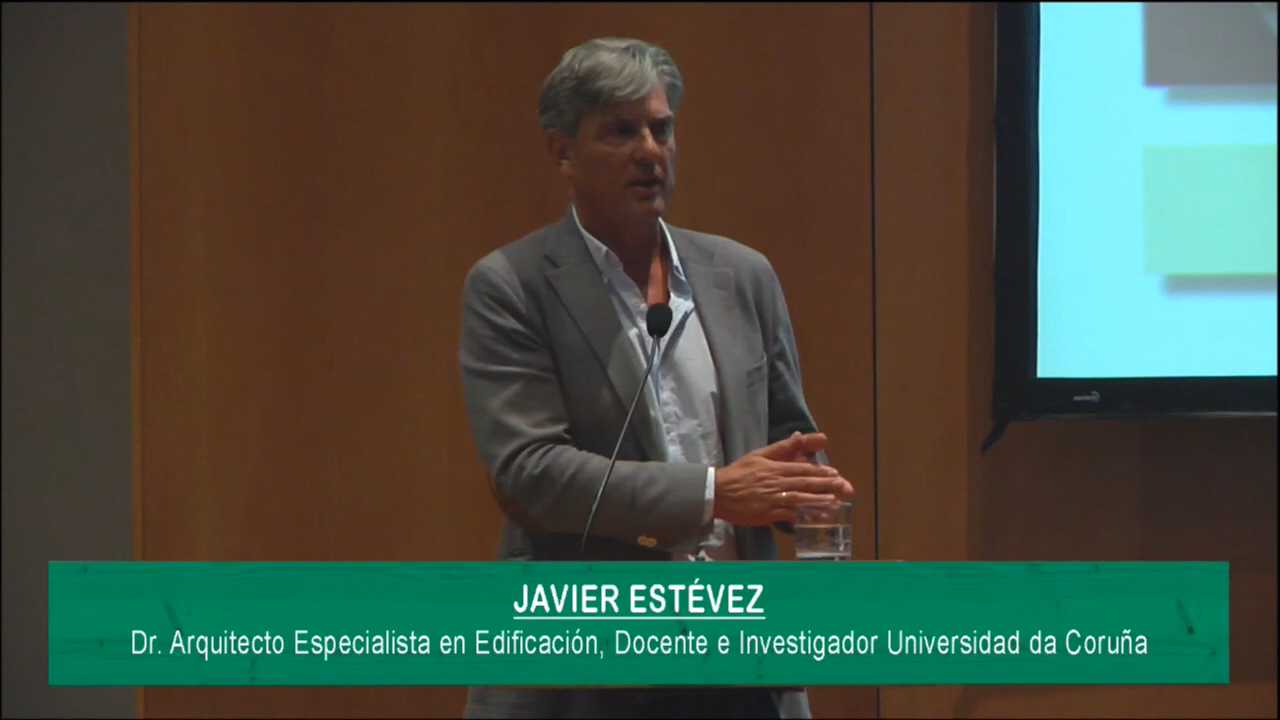 JAVIER ESTÉVEZ
Dr. Arquitecto Especialista en Edificación, Docente e Investigador Universidad da Coruña